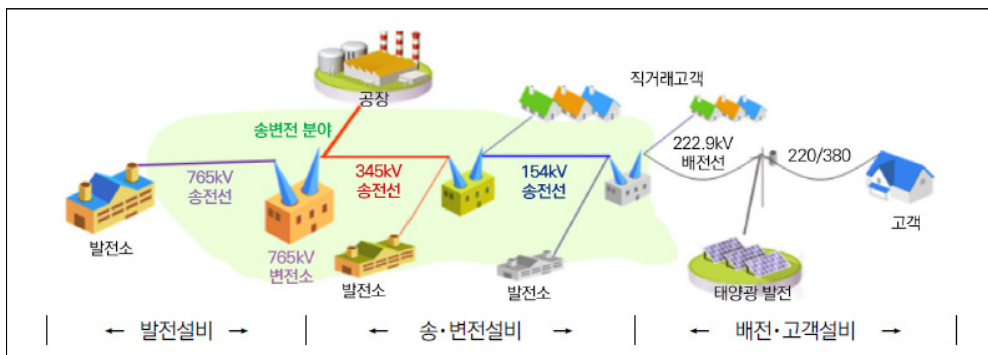 공장
직거래고객
송변전 분야
765kV
송전선
345kV
송전선
154kV
송전선
222.9kV
배전선
220/380
발전소
765kV
변전소
발전소
발전소
태양광 발전
고객
← 발전설비 →
← 송·변전설비 →
← 배전·고객설비 →